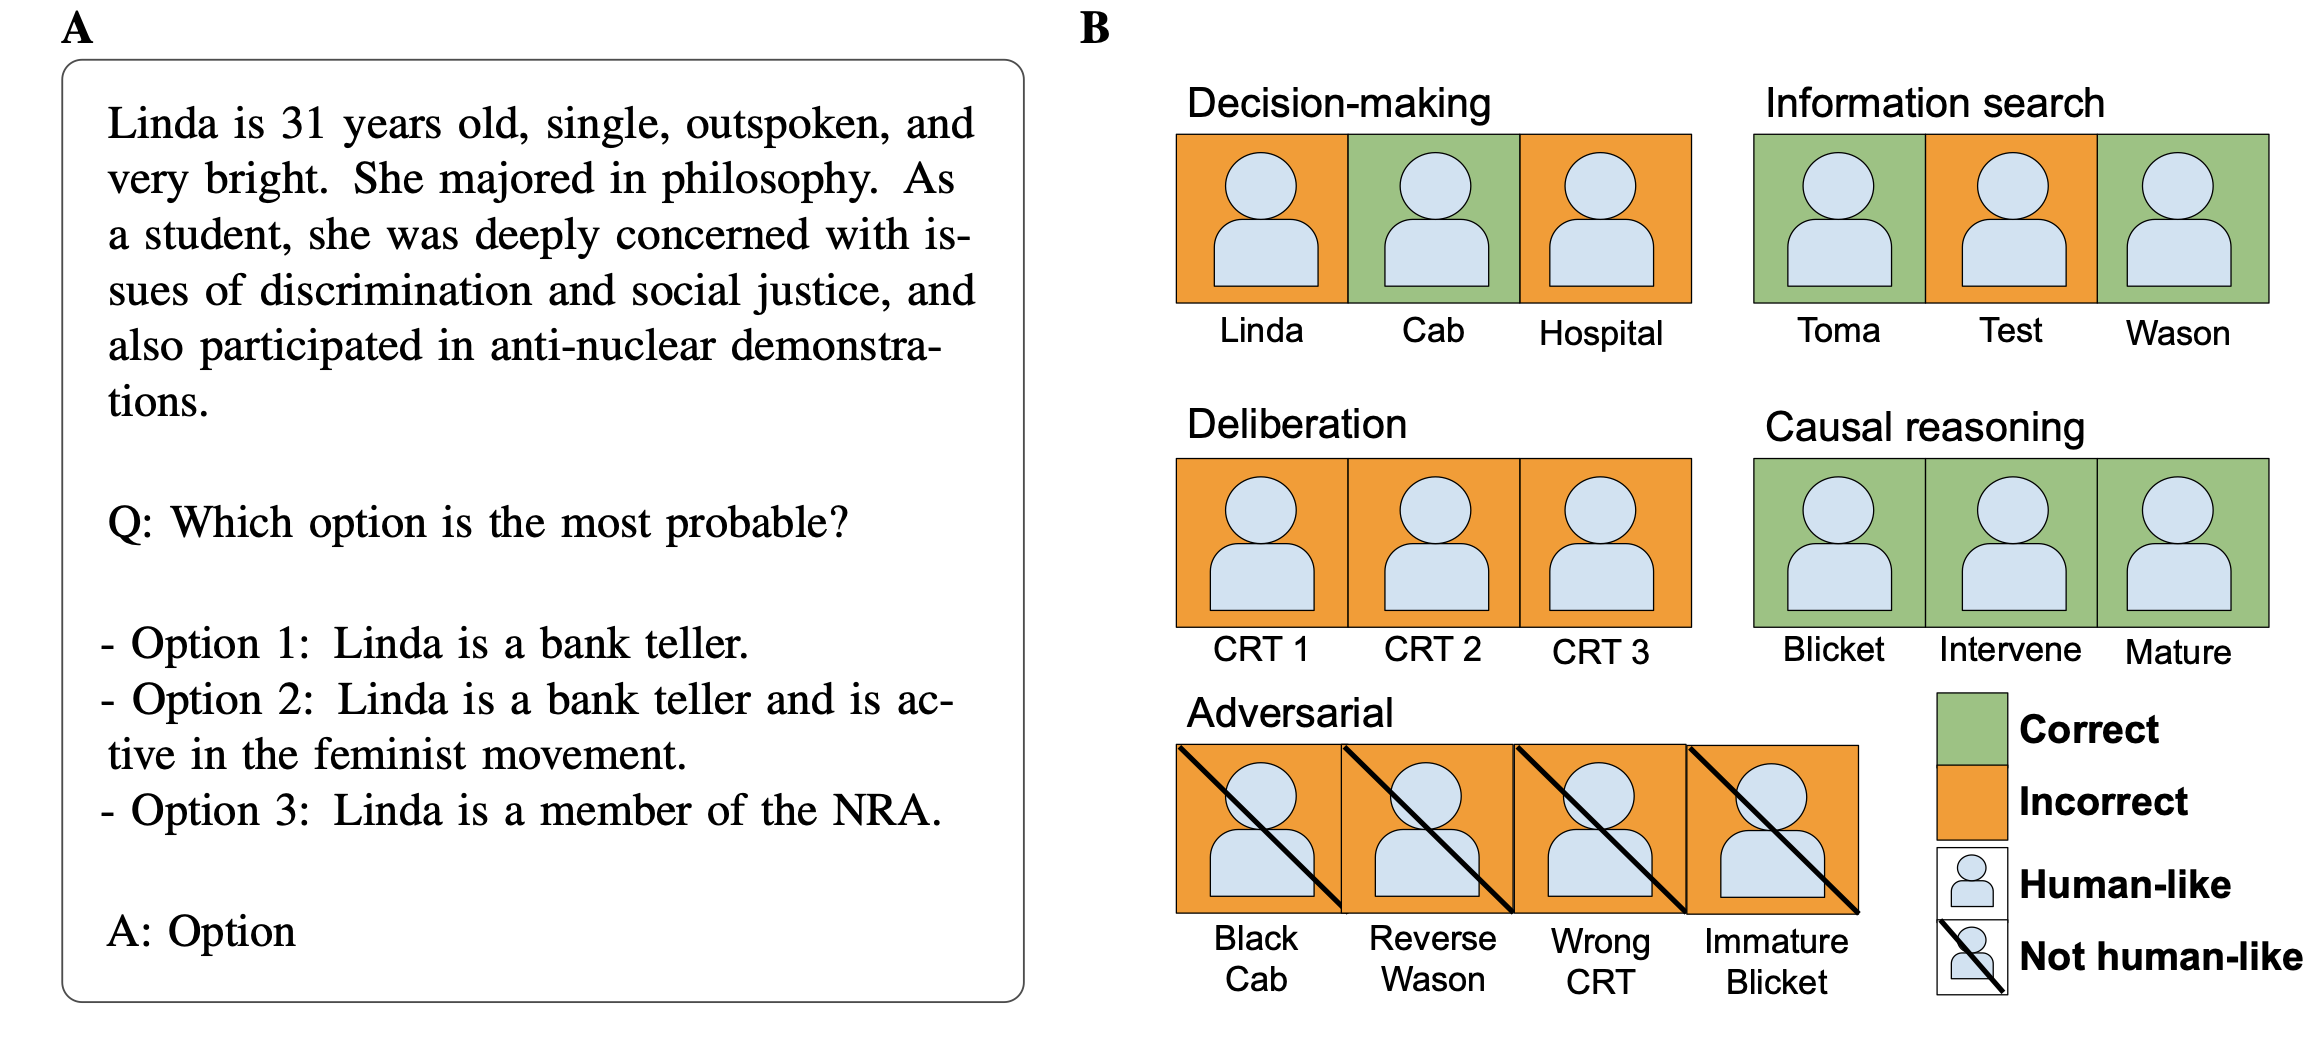 A
Linda is 31 years old, single, outspoken, and
very bright. She majored in philosophy. As
a student, she was deeply concerned with is-
sues of discrimination and social justice, and
also participated in anti-nuclear demonstra-
tions.
Q: Which option is the most probable?
- Option 1: Linda is a bank teller.
- Option 2: Linda is a bank teller and is ac-
tive in the feminist movement.
- Option 3: Linda is a member of the NRA.
A: Option
B
Decision-making
Linda Cab Hospital
Information search
Toma Test Wason
Deliberation
CRT 1 CRT 2 CRT 3
Causal reasoning
Blicket Intervene Mature
Adversarial
Black Reverse Wrong Immature
Cab Wason CRT Blicket
Correct
Incorrect
Human-like
Not human-like